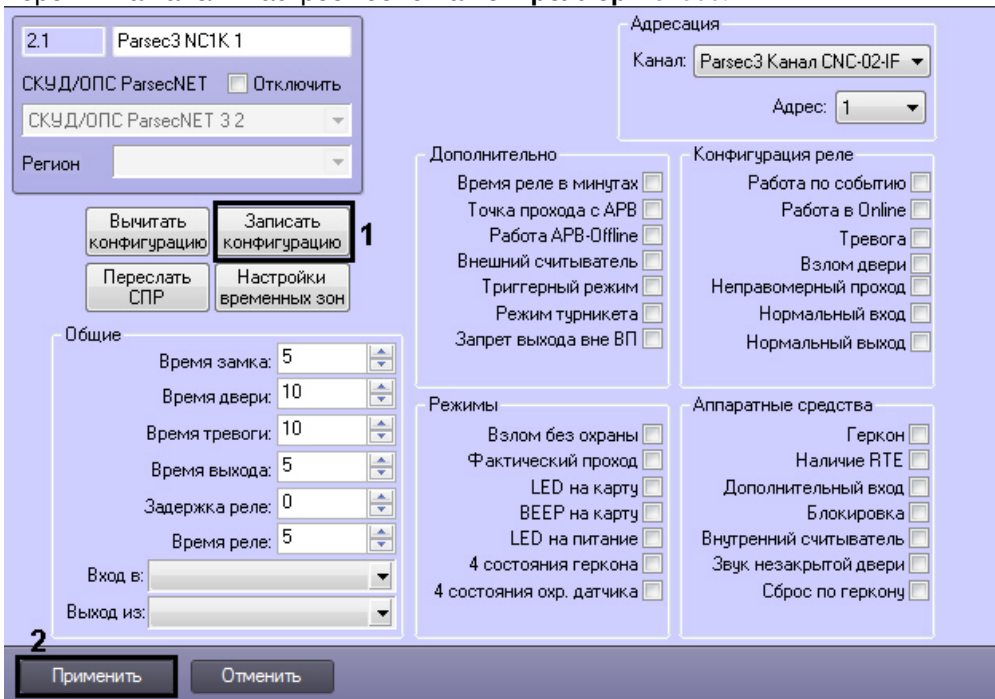 2.1 Parsec3 NC1K 1
СКУД/ОПС ParsecNET Отключить
СКУД/ОПС ParsecNET 3 2
Регион
Адресация
Канал: Parsec3 Канал CNC-02-IF
Адрес: 1
Вычитать конфигурацию
Записать конфигурацию
1
Переслать СПР
Настройки временных зон
Общие
Время замка: 5
Время двери: 10
Время тревоги: 10
Время выхода: 5
Задержка реле: 0
Время реле: 5
Вход в:
Выход из:
Дополнительно
Время реле в минутах
Точка прохода с APB
Работа APB-Offline
Внешний считыватель
Триггерный режим
Режим турникета
Запрет выхода вне ВП
Конфигурация реле
Работа по событию
Работа в Online
Тревога
Взлом двери
Неправомерный проход
Нормальный вход
Нормальный выход
Режимы
Взлом без охраны
Фактический проход
LED на карту
BEEP на карту
LED на питание
4 состояния геркона
4 состояния охр. датчика
Аппаратные средства
Геркон
Наличие RTE
Дополнительный вход
Блокировка
Внутренний считыватель
Звук незакрытой двери
Сброс по геркону
2
Применить
Отменить